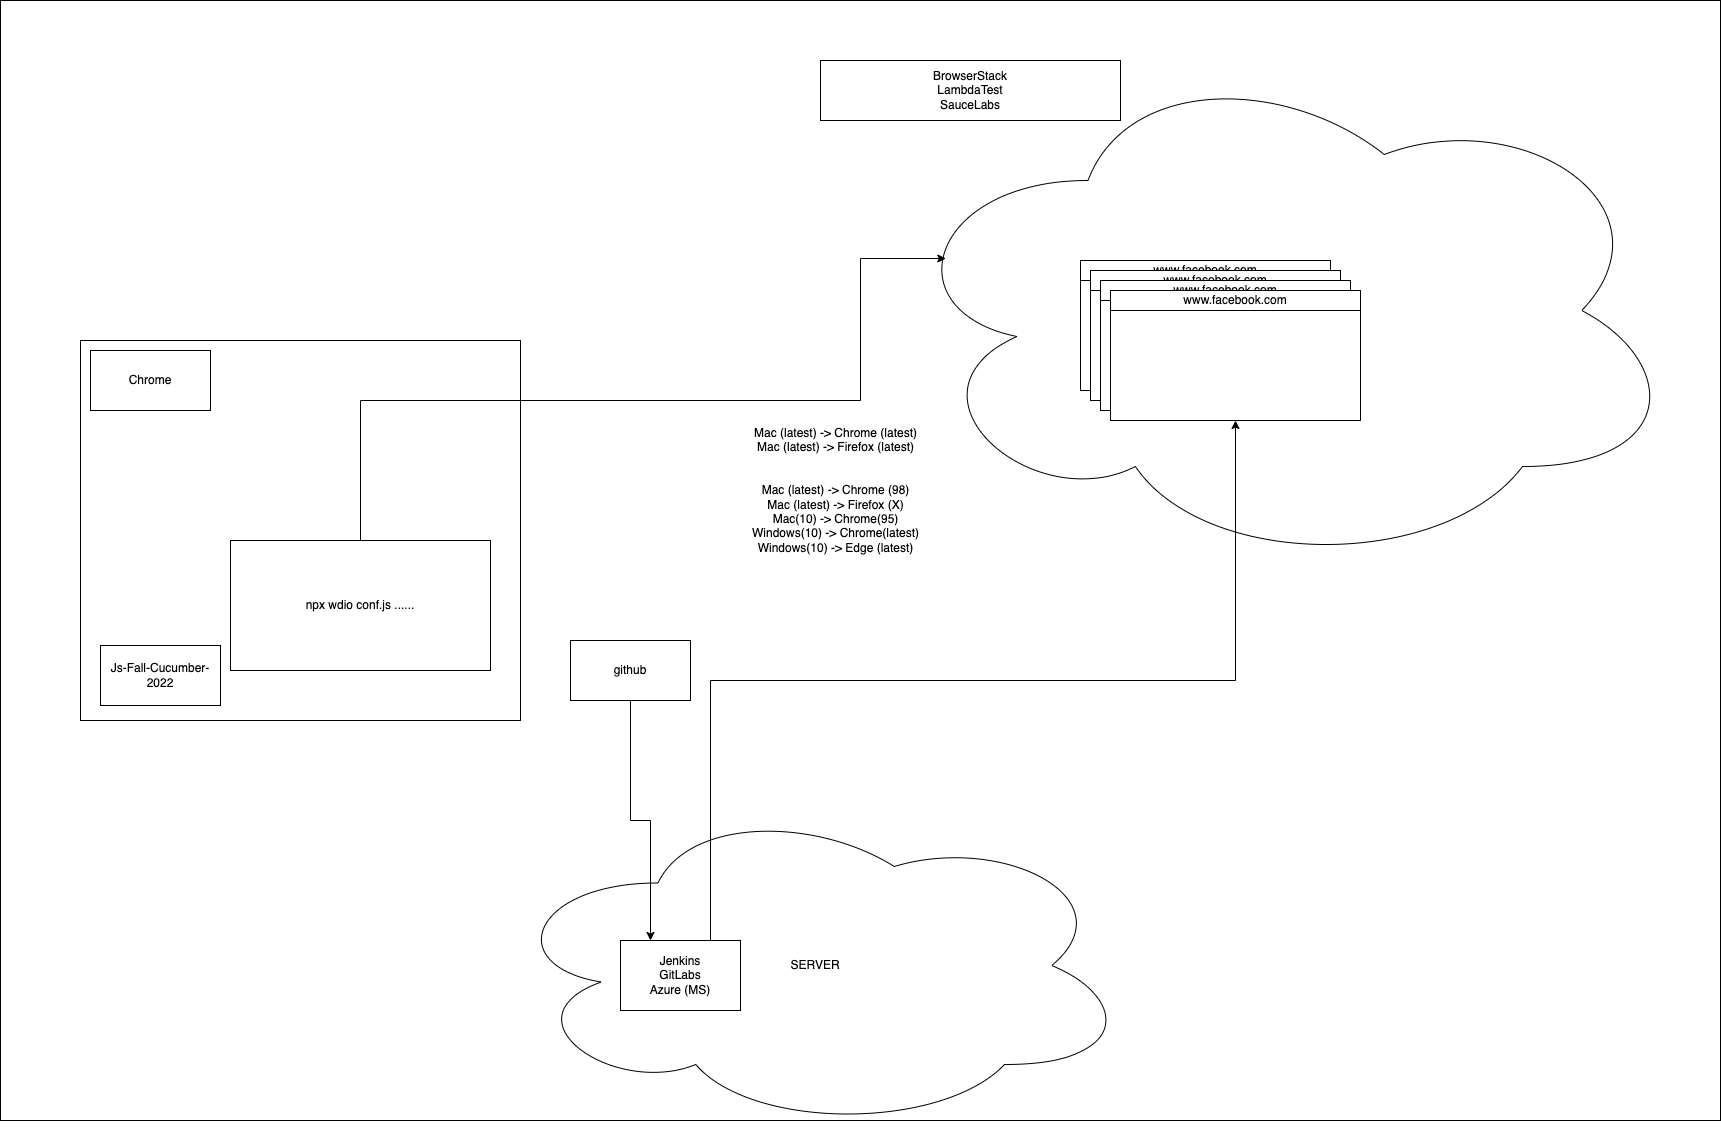 BrowserStack
LambdaTest
SauceLabs
www.facebook.com
www.facebook.com
www.facebook.com
www.facebook.com
Chrome
Mac (latest) -> Chrome (latest)
Mac (latest) -> Firefox (latest)
Mac (latest) -> Chrome (98)
Mac (latest) -> Firefox (X)
Mac(10) -> Chrome(95)
Windows(10) -> Chrome(latest)
Windows(10) -> Edge (latest)
npx wdio conf.js ......
Js-Fall-Cucumber-
2022
github
Jenkins
GitLabs
Azure (MS)
SERVER